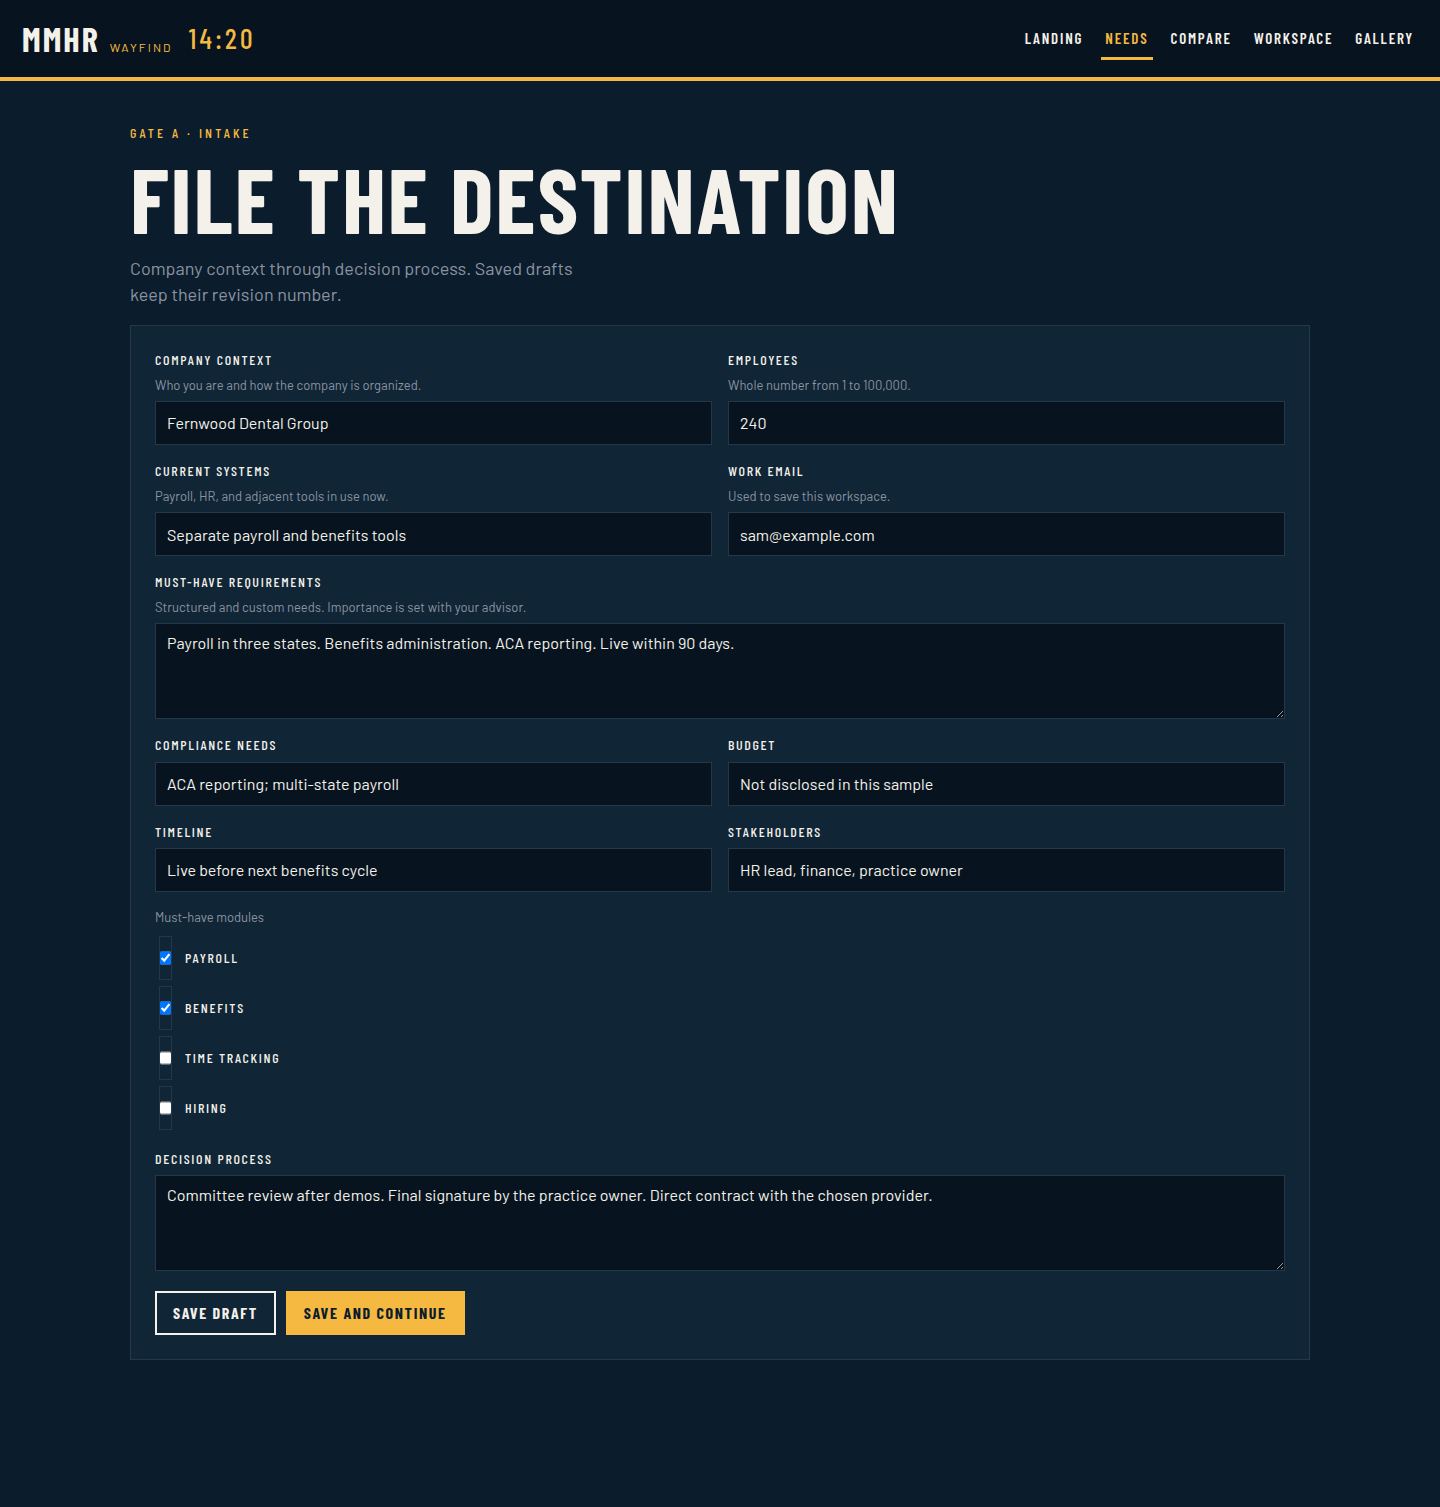 MMHR WAYFIND 14:20
LANDING NEEDS COMPARE WORKSPACE GALLERY
GATE A · INTAKE
FILE THE DESTINATION
Company context through decision process. Saved drafts
keep their revision number.
COMPANY CONTEXT
Who you are and how the company is organized.
Fernwood Dental Group
EMPLOYEES
Whole number from 1 to 100,000.
240
CURRENT SYSTEMS
Payroll, HR, and adjacent tools in use now.
Separate payroll and benefits tools
WORK EMAIL
Used to save this workspace.
sam@example.com
MUST-HAVE REQUIREMENTS
Structured and custom needs. Importance is set with your advisor.
Payroll in three states. Benefits administration. ACA reporting. Live within 90 days.
COMPLIANCE NEEDS
ACA reporting; multi-state payroll
BUDGET
Not disclosed in this sample
TIMELINE
Live before next benefits cycle
STAKEHOLDERS
HR lead, finance, practice owner
Must-have modules
PAYROLL
BENEFITS
TIME TRACKING
HIRING
DECISION PROCESS
Committee review after demos. Final signature by the practice owner. Direct contract with the chosen provider.
SAVE DRAFT
SAVE AND CONTINUE